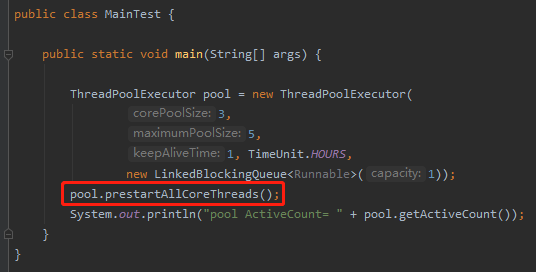 public class MainTest {
public static void main(String[] args) {
ThreadPoolExecutor pool = new ThreadPoolExecutor(
corePoolSize: 3,
maximumPoolSize: 5,
keepAliveTime: 1, TimeUnit.HOURS,
new LinkedBlockingQueue<Runnable>( capacity: 1));
pool.prestartAllCoreThreads();
System.out.println("pool ActiveCount= " + pool.getActiveCount());
}
}